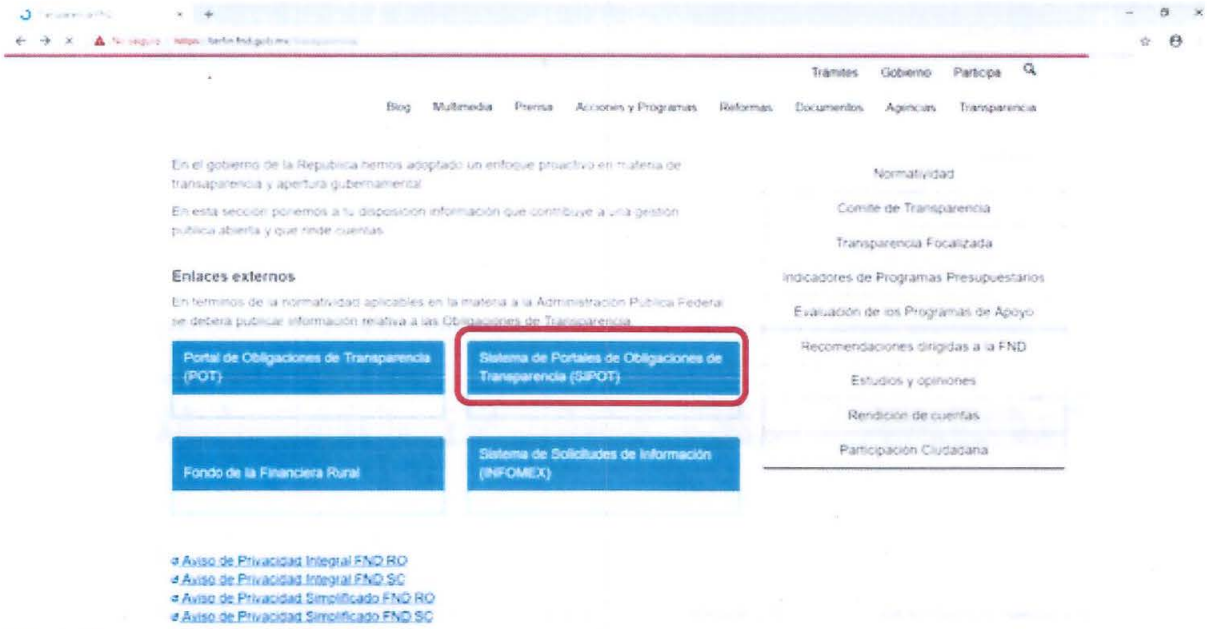 Transparencia FND
No seguro | https://
Trámites Gobierno Participa
Blog Multimedia Prensa Acciones y Programas Reformas Documentos Agencias Transparencia
En el gobierno de la República hemos adoptado un enfoque proactivo en materia de
transaparencia y apertura gubernamental
En esta sección ponemos a tu disposición información que contribuye a una gestión
pública abierta y que rinde cuentas.
Enlaces externos
En términos de la normatividad aplicables en la materia a la Administración Pública Federal
se deberá publicar información relativa a las Obligaciones de Transparencia
Portal de Obligaciones de Transparencia
(POT)
Sistema de Portales de Obligaciones de
Transparencia (SIPOT)
Fondo de la Financiera Rural
Sistema de Solicitudes de Información
(INFOMEX)
Aviso de Privacidad Integral FND RO
Aviso de Privacidad Integral FND SC
Aviso de Privacidad Simplificado FND RO
Aviso de Privacidad Simplificado FND SC
Normatividad
Comité de Transparencia
Transparencia Focalizada
Indicadores de Programas Presupuestarios
Evaluación de los Programas de Apoyo
Recomendaciones dirigidas a la FND
Estudios y opiniones
Rendición de cuentas
Participación Ciudadana